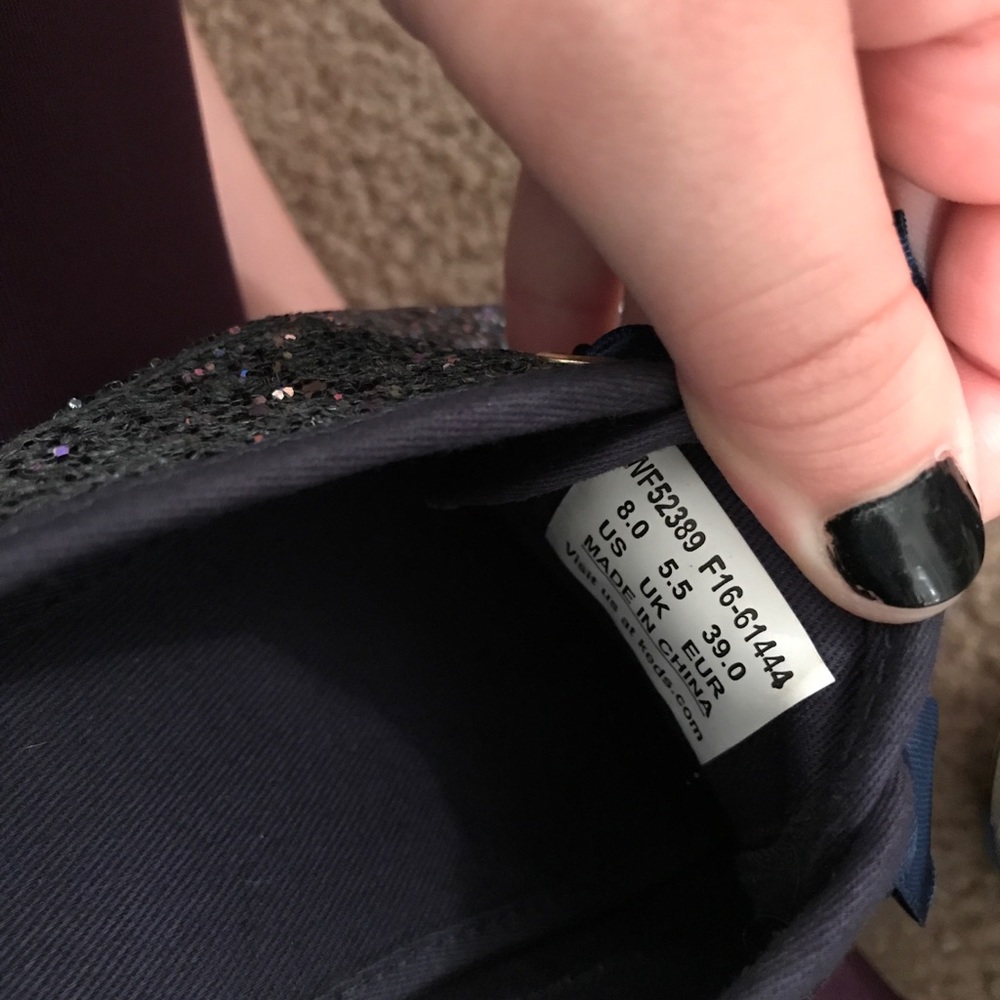 WF52389 F16-61444
8.0 5.5 39.0
US UK EUR
MADE IN CHINA
Visit us at keds.com